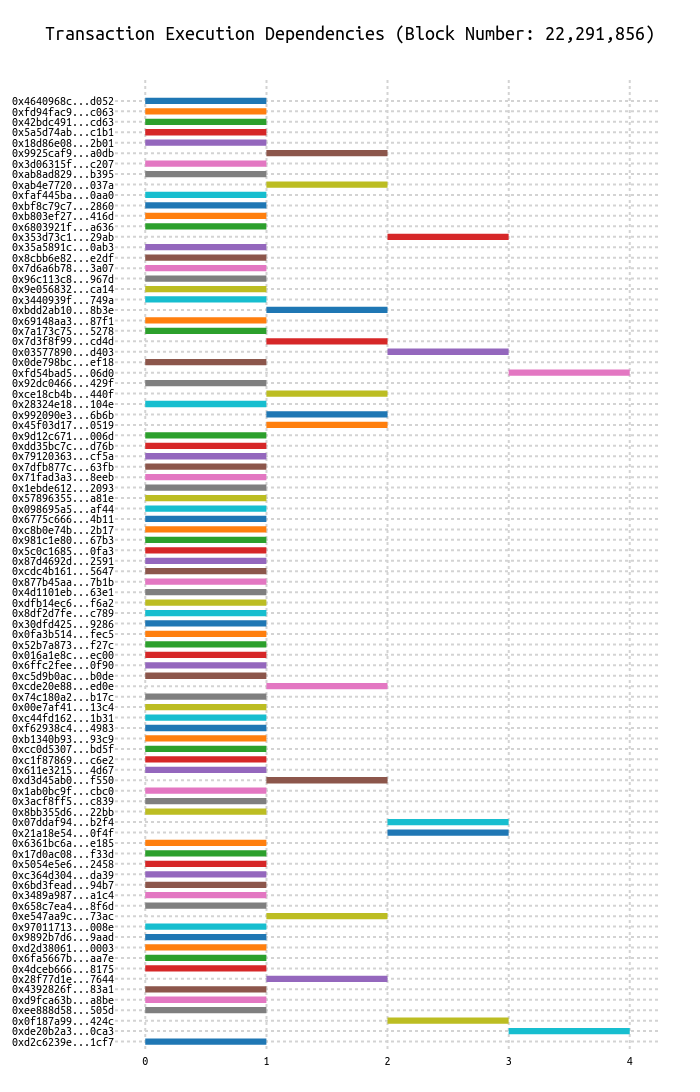 Transaction Execution Dependencies (Block Number: 22,291,856)
0x4640968c...d052
0xfd94fac9...c063
0x42bdc491...cd63
0x5a5d74ab...c1b1
0x18d86e08...2b01
0x9925caf9...a0db
0x3d06315f...c207
0xab8ad829...b395
0xab4e7720...037a
0xfaf445ba...0aa0
0xbf8c79c7...2860
0xb803ef27...416d
0x6803921f...a636
0x353d73c1...29ab
0x35a5891c...0ab3
0x8cbb6e82...e2df
0x7d6a6b78...3a07
0x96c113c8...967d
0x9e056832...ca14
0x3440939f...749a
0xbdd2ab10...8b3e
0x69148aa3...87f1
0x7a173c75...5278
0x7d3f8f99...cd4d
0x03577890...d403
0x0de798bc...ef18
0xfd54bad5...06d0
0x92dc0466...429f
0xce18cb4b...440f
0x28324e18...104e
0x992090e3...6b6b
0x45f03d17...0519
0x9d12c671...006d
0xdd35bc7c...d76b
0x79120363...cf5a
0x7dfb877c...63fb
0x71fad3a3...8eeb
0x1ebde612...2093
0x57896355...a81e
0x098695a5...af44
0x6775c666...4b11
0xc8b0e74b...2b17
0x981c1e80...67b3
0x5c0c1685...0fa3
0x87d4692d...2591
0xcdc4b161...5647
0x877b45aa...7b1b
0x4d1101eb...63e1
0xdfb14ec6...f6a2
0x8df2d7fe...c789
0x30dfd425...9286
0x0fa3b514...fec5
0x52b7a873...f27c
0x016a1e8c...ec00
0x6ffc2fee...0f90
0xc5d9b0ac...b0de
0xcde20e88...ed0e
0x74c180a2...b17c
0x00e7af41...13c4
0xc44fd162...1b31
0xf62938c4...4983
0xb1340b93...93c9
0xcc0d5307...bd5f
0xc1f87869...c6e2
0x611e3215...4d67
0xd3d45ab0...f550
0x1ab0bc9f...cbc0
0x3acf8ff5...c839
0x8bb355d6...22bb
0x07ddaf94...b2f4
0x21a18e54...0f4f
0x6361bc6a...e185
0x17d0ac08...f33d
0x5054e5e6...2458
0xc364d304...da39
0x6bd3fead...94b7
0x3489a987...a1c4
0x658c7ea4...8f6d
0xe547aa9c...73ac
0x97011713...008e
0x9892b7d6...9aad
0xd2d38061...0003
0x6fa5667b...aa7e
0x4dceb666...8175
0x28f77d1e...7644
0x4392826f...83a1
0xd9fca63b...a8be
0xee888d58...505d
0x0f187a99...424c
0xde20b2a3...0ca3
0xd2c6239e...1cf7
0 1 2 3 4